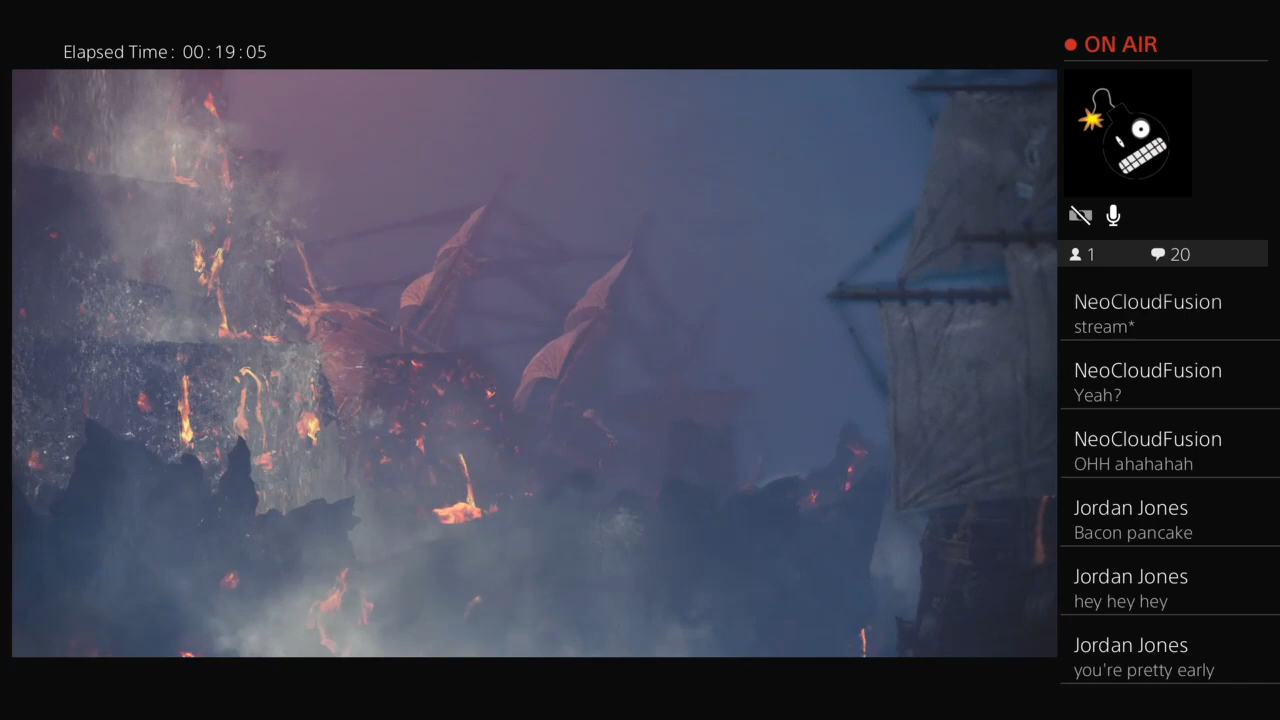 Elapsed Time: 00:19:05
ON AIR
1
20
NeoCloudFusion
stream*
NeoCloudFusion
Yeah?
NeoCloudFusion
OHH ahahahah
Jordan Jones
Bacon pancake
Jordan Jones
hey hey hey
Jordan Jones
you're pretty early